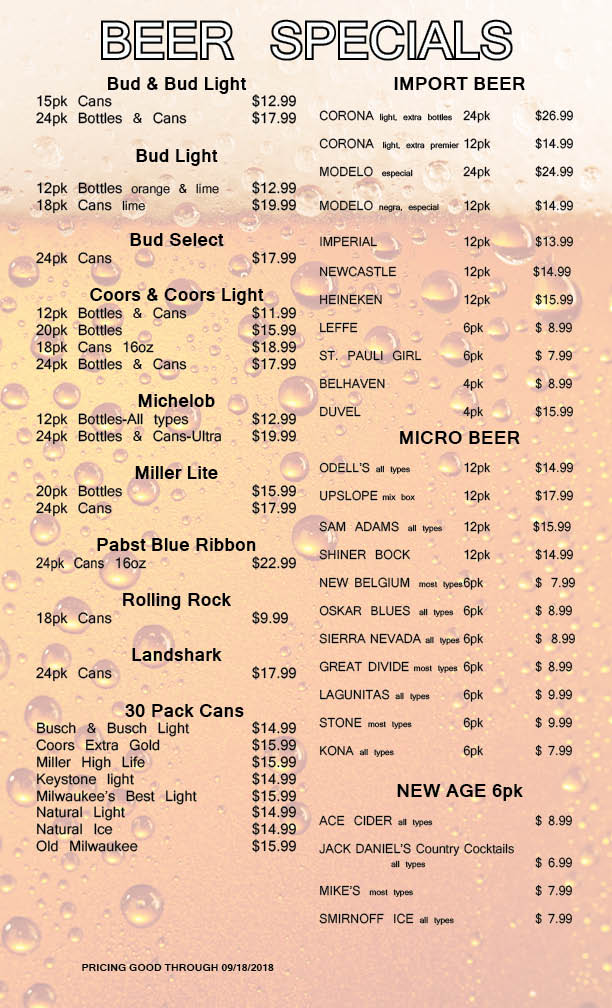 BEER SPECIALS
Bud & Bud Light
15pk Cans $12.99
24pk Bottles & Cans $17.99
Bud Light
12pk Bottles orange & lime $12.99
18pk Cans lime $19.99
Bud Select
24pk Cans $17.99
Coors & Coors Light
12pk Bottles & Cans $11.99
20pk Bottles $15.99
18pk Cans 16oz $18.99
24pk Bottles & Cans $17.99
Michelob
12pk Bottles-All types $12.99
24pk Bottles & Cans-Ultra $19.99
Miller Lite
20pk Bottles $15.99
24pk Cans $17.99
Pabst Blue Ribbon
24pk Cans 16oz $22.99
Rolling Rock
18pk Cans $9.99
Landshark
24pk Cans $17.99
30 Pack Cans
Busch & Busch Light $14.99
Coors Extra Gold $15.99
Miller High Life $15.99
Keystone light $14.99
Milwaukee's Best Light $15.99
Natural Light $14.99
Natural Ice $14.99
Old Milwaukee $15.99
IMPORT BEER
CORONA light, extra bottles 24pk $26.99
CORONA light, extra premier 12pk $14.99
MODELO especial 24pk $24.99
MODELO negra, especial 12pk $14.99
IMPERIAL 12pk $13.99
NEWCASTLE 12pk $14.99
HEINEKEN 12pk $15.99
LEFFE 6pk $ 8.99
ST. PAULI GIRL 6pk $ 7.99
BELHAVEN 4pk $ 8.99
DUVEL 4pk $15.99
MICRO BEER
ODELL'S all types 12pk $14.99
UPSLOPE mix box 12pk $17.99
SAM ADAMS all types 12pk $15.99
SHINER BOCK 12pk $14.99
NEW BELGIUM most types 6pk $ 7.99
OSKAR BLUES all types 6pk $ 8.99
SIERRA NEVADA all types 6pk $ 8.99
GREAT DIVIDE most types 6pk $ 8.99
LAGUNITAS all types 6pk $ 9.99
STONE most types 6pk $ 9.99
KONA all types 6pk $ 7.99
NEW AGE 6pk
ACE CIDER all types $ 8.99
JACK DANIEL'S Country Cocktails
all types $ 6.99
MIKE'S most types $ 7.99
SMIRNOFF ICE all types $ 7.99
PRICING GOOD THROUGH 09/18/2018